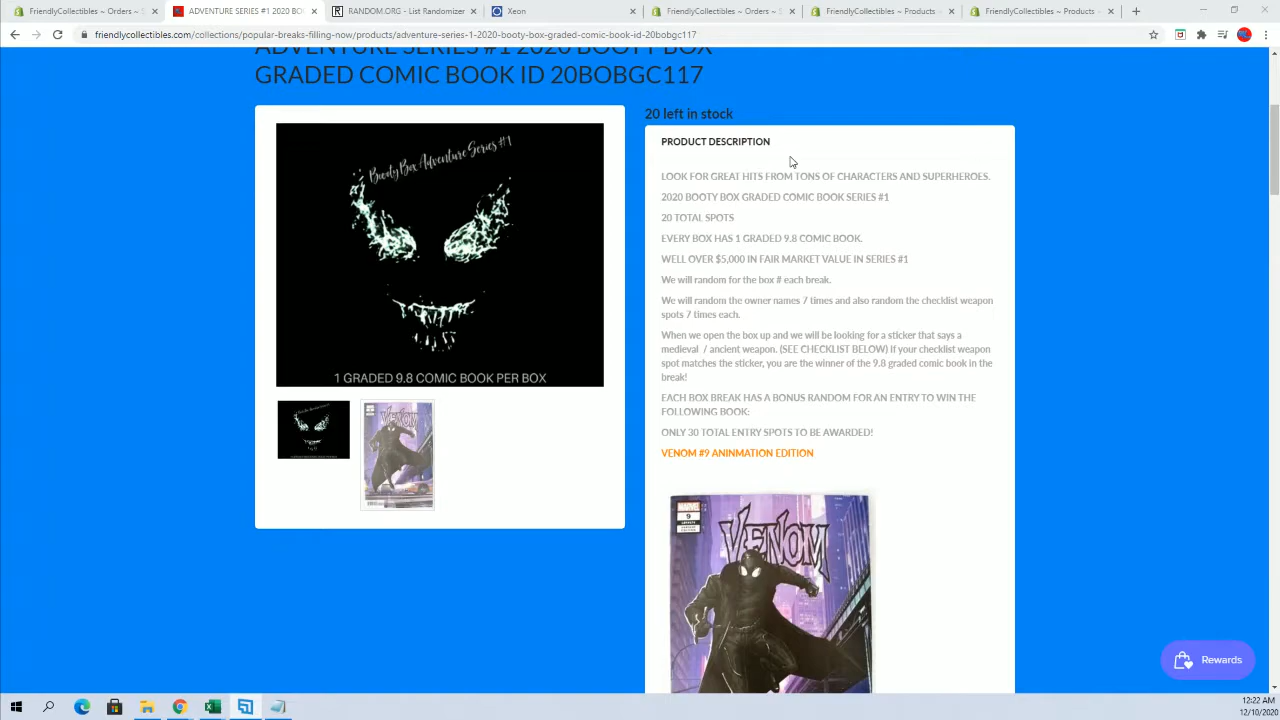 FriendlyCollectibles ~ Orders ~ S
ADVENTURE SERIES #1 2020 BO
RANDOM.ORG - List Randomizer
Xeon
FriendlyCollectibles ~ Orders ~ S
FriendlyCollectibles ~ Products ~
FriendlyCollectibles ~ Products ~
friendlycollectibles.com/collections/popular-breaks-filling-now/products/adventure-series-1-2020-booty-box-graded-comic-book-id-20bobgc117
ADVENTURE SERIES #1 2020 BOOTY BOX
GRADED COMIC BOOK ID 20BOBGC117
Booty Box Adventure Series #1
1 GRADED 9.8 COMIC BOOK PER BOX
VENOM
20 left in stock
PRODUCT DESCRIPTION
LOOK FOR GREAT HITS FROM TONS OF CHARACTERS AND SUPERHEROES.
2020 BOOTY BOX GRADED COMIC BOOK SERIES #1
20 TOTAL SPOTS
EVERY BOX HAS 1 GRADED 9.8 COMIC BOOK.
WELL OVER $5,000 IN FAIR MARKET VALUE IN SERIES #1
We will random for the box # each break.
We will random the owner names 7 times and also random the checklist weapon
spots 7 times each.
When we open the box up and we will be looking for a sticker that says a
medieval / ancient weapon. (SEE CHECKLIST BELOW) If your checklist weapon
spot matches the sticker, you are the winner of the 9.8 graded comic book in the
break!
EACH BOX BREAK HAS A BONUS RANDOM FOR AN ENTRY TO WIN THE
FOLLOWING BOOK:
ONLY 30 TOTAL ENTRY SPOTS TO BE AWARDED!
VENOM #9 ANINMATION EDITION
MARVEL
9
VENOM
Rewards
12:22 AM
12/10/2020